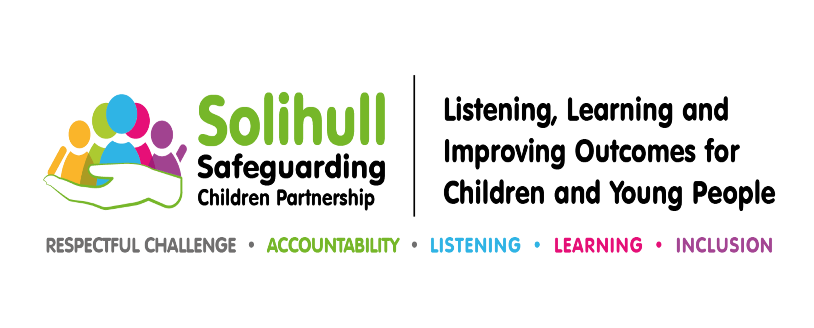 Solihull
Safeguarding
Children Partnership
Listening, Learning and
Improving Outcomes for
Children and Young People
RESPECTFUL CHALLENGE • ACCOUNTABILITY • LISTENING • LEARNING • INCLUSION